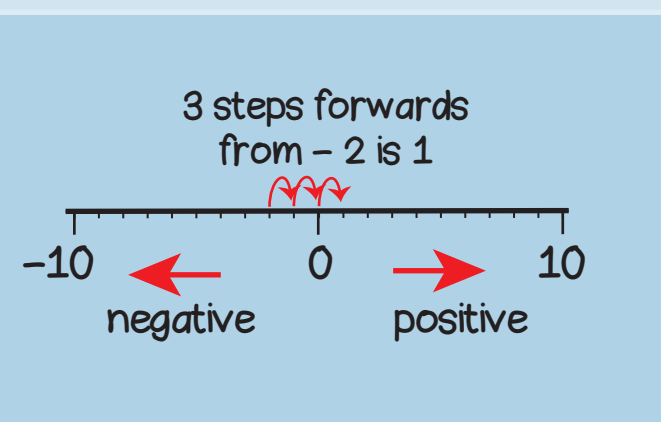 3 steps forwards
from – 2 is 1
–10 0 10
negative positive